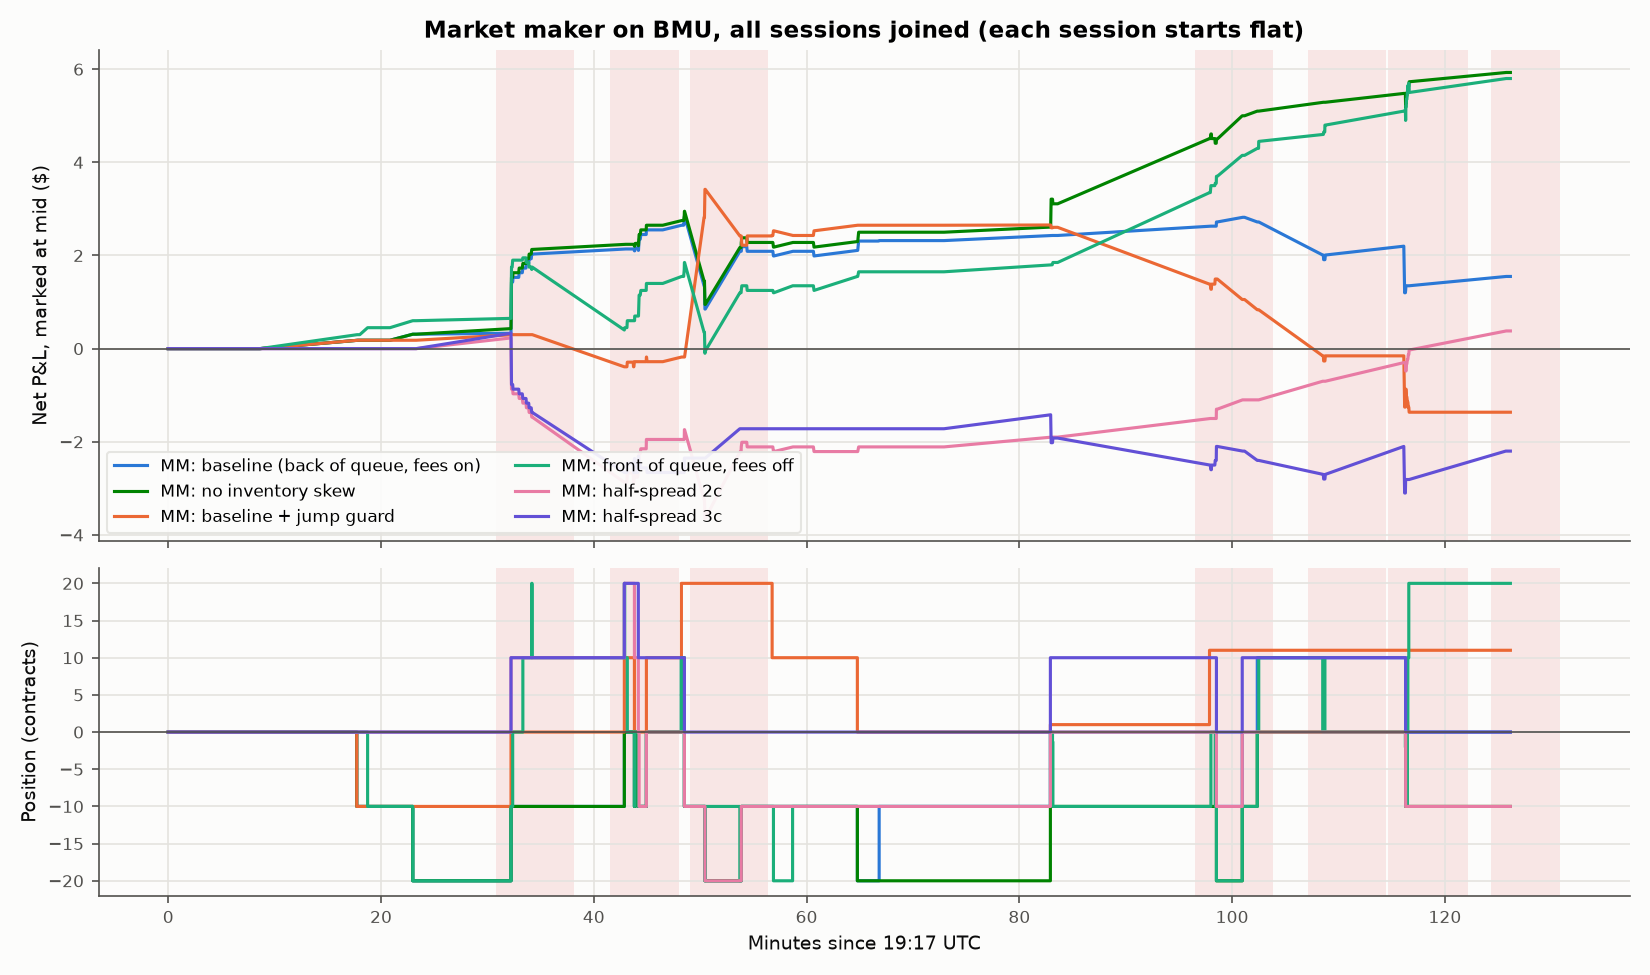 Market maker on BMU, all sessions joined (each session starts flat)
Net P&L, marked at mid ($)
6
4
2
0
−2
−4
MM: baseline (back of queue, fees on)
MM: no inventory skew
MM: baseline + jump guard
MM: front of queue, fees off
MM: half-spread 2c
MM: half-spread 3c
Position (contracts)
20
15
10
5
0
−5
−10
−15
−20
0 20 40 60 80 100 120
Minutes since 19:17 UTC